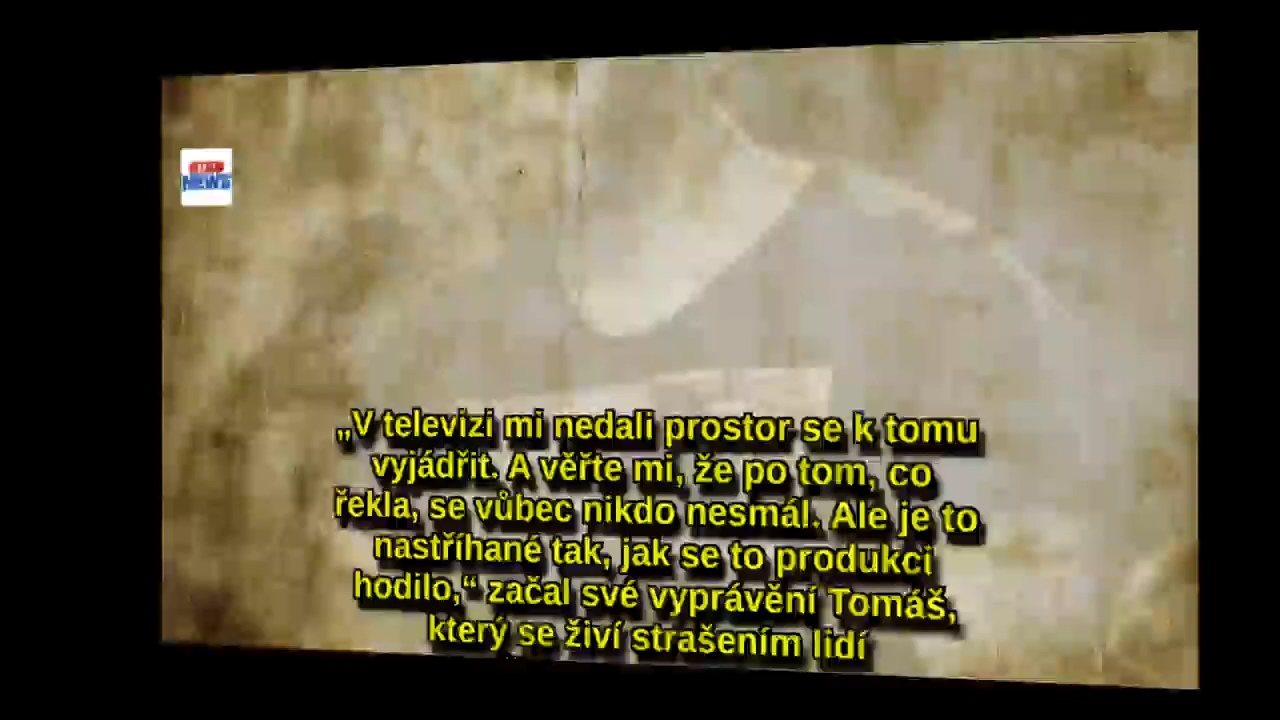 NEWS
„V televizi mi nedali prostor se k tomu
vyjádřit. A věřte mi, že po tom, co
řekla, se vůbec nikdo nesmál. Ale je to
nastříhané tak, jak se to produkci
hodilo,“ začal své vyprávění Tomáš,
který se živí strašením lidí